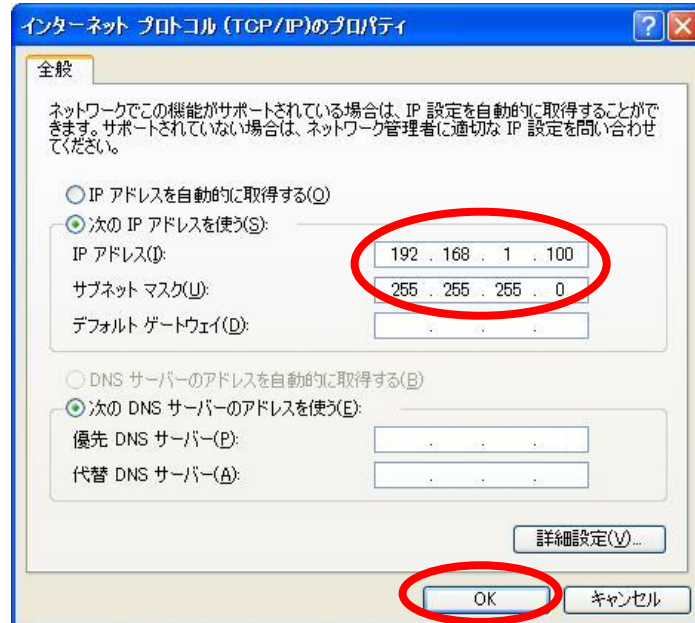 インターネット プロトコル (TCP/IP)のプロパティ
全般
ネットワークでこの機能がサポートされている場合は、IP 設定を自動的に取得することがで
きます。サポートされていない場合は、ネットワーク管理者に適切な IP 設定を問い合わせ
てください。
IP アドレスを自動的に取得する(O)
次の IP アドレスを使う(S):
IP アドレス(I): 192 . 168 . 1 . 100
サブネット マスク(U): 255 . 255 . 255 . 0
デフォルト ゲートウェイ(D): . . .
DNS サーバーのアドレスを自動的に取得する(B)
次の DNS サーバーのアドレスを使う(E):
優先 DNS サーバー(P): . . .
代替 DNS サーバー(A): . . .
詳細設定(V)...
OK キャンセル